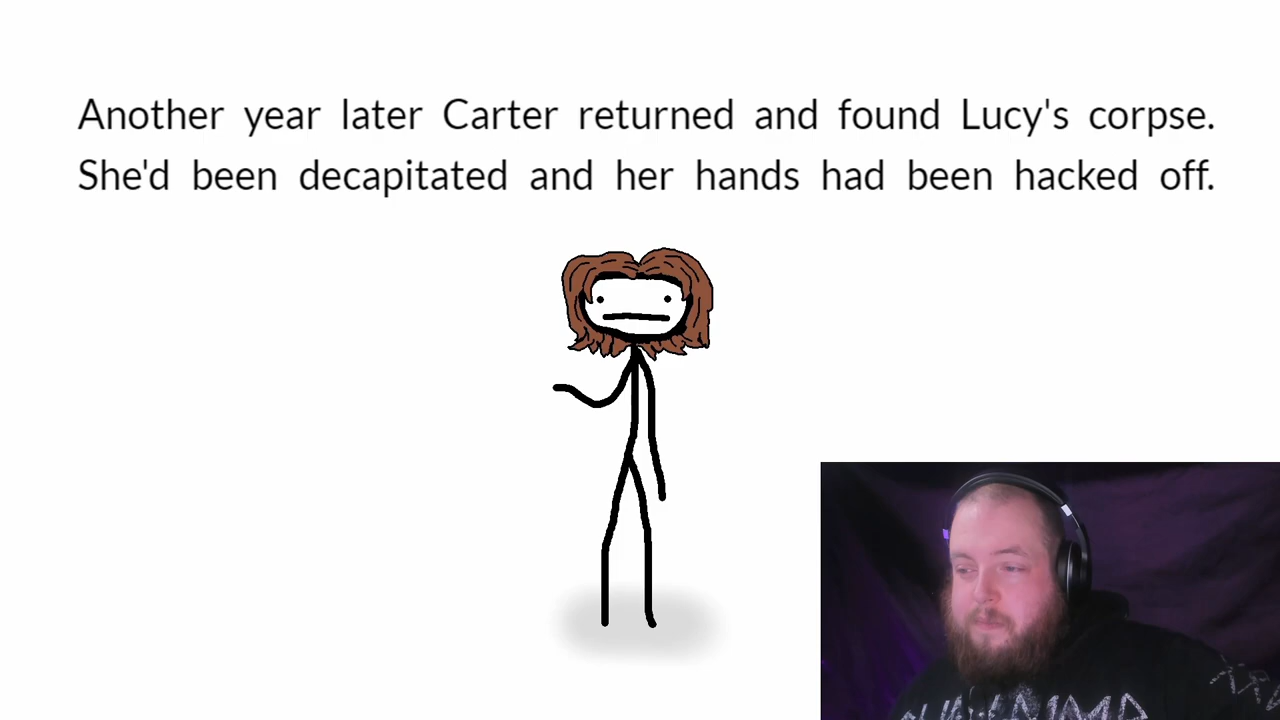 Another year later Carter returned and found Lucy's corpse.
She'd been decapitated and her hands had been hacked off.